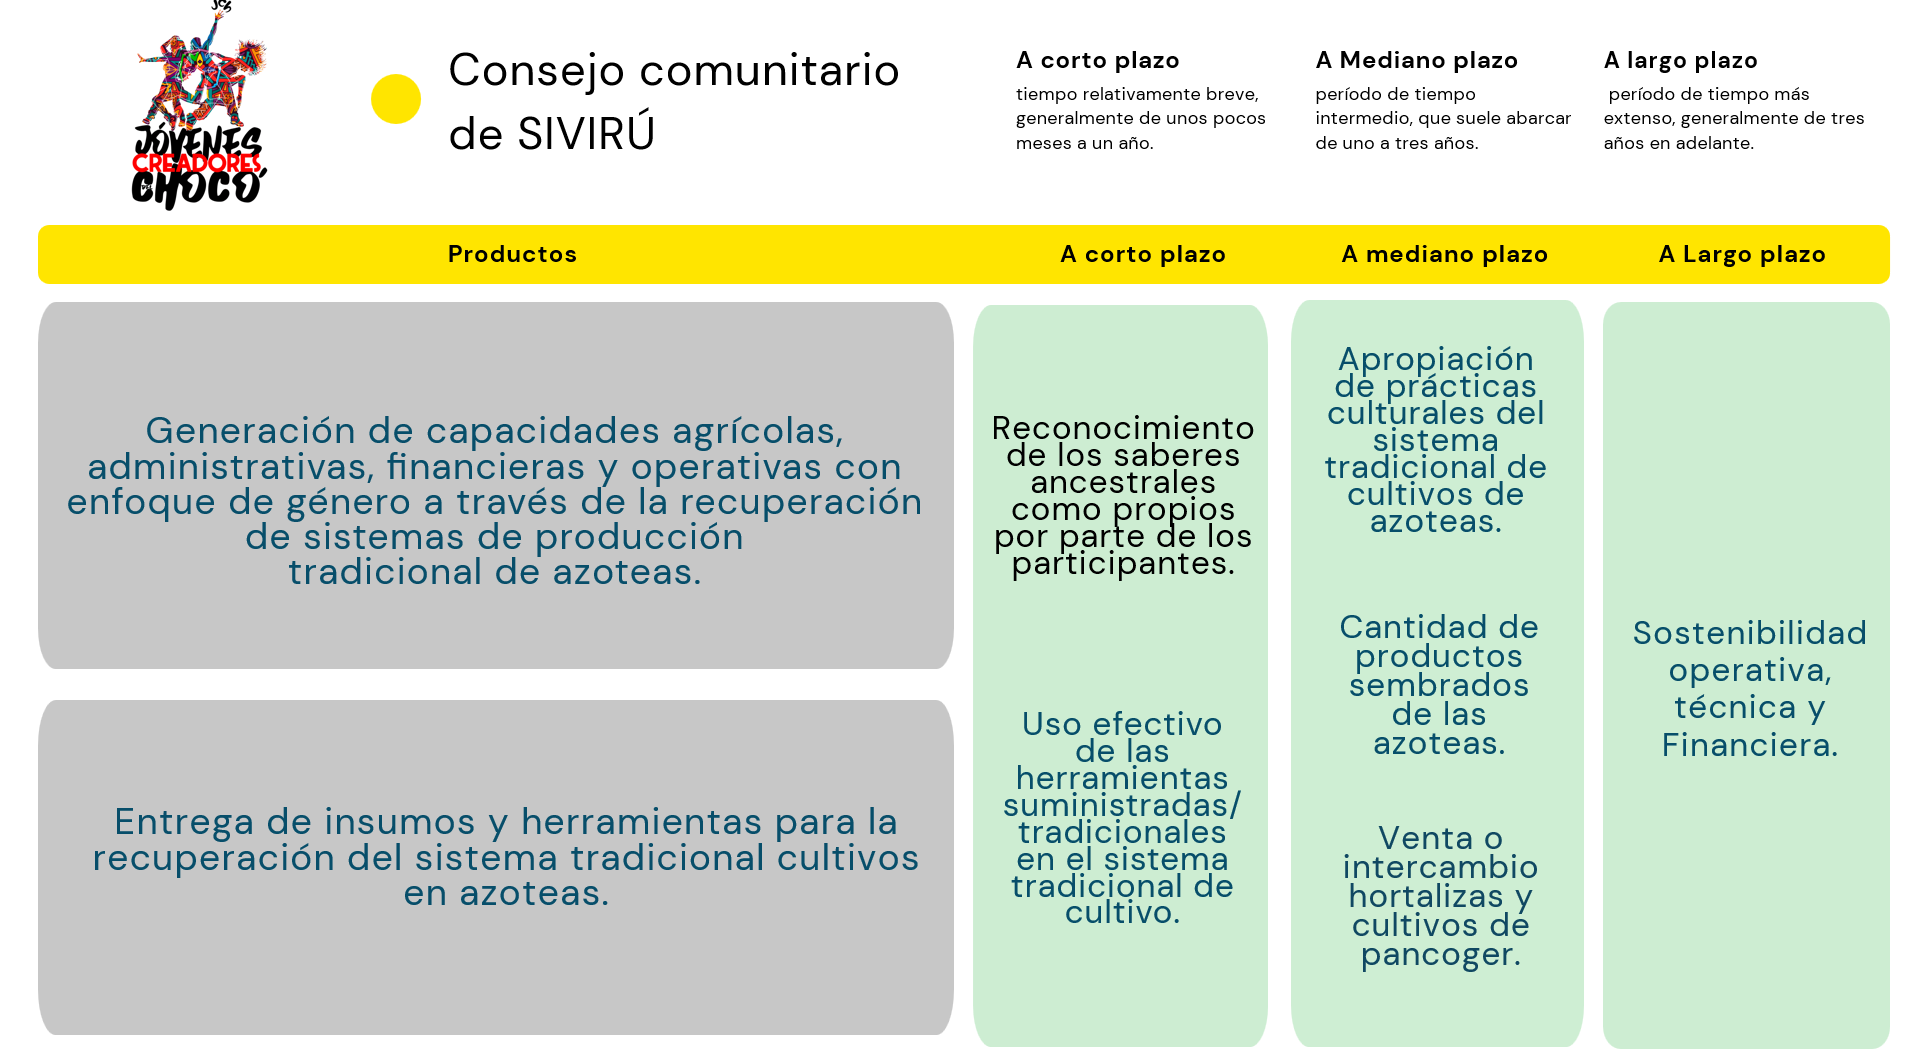 JCh
JÓVENES
CREADORES
DEL
CHOCÓ
Consejo comunitario
de SIVIRÚ
A corto plazo
tiempo relativamente breve,
generalmente de unos pocos
meses a un año.
A Mediano plazo
período de tiempo
intermedio, que suele abarcar
de uno a tres años.
A largo plazo
período de tiempo más
extenso, generalmente de tres
años en adelante.
Productos
A corto plazo
A mediano plazo
A Largo plazo
Generación de capacidades agrícolas,
administrativas, financieras y operativas con
enfoque de género a través de la recuperación
de sistemas de producción
tradicional de azoteas.
Entrega de insumos y herramientas para la
recuperación del sistema tradicional cultivos
en azoteas.
Reconocimiento
de los saberes
ancestrales
como propios
por parte de los
participantes.
Uso efectivo
de las
herramientas
suministradas/
tradicionales
en el sistema
tradicional de
cultivo.
Apropiación
de prácticas
culturales del
sistema
tradicional de
cultivos de
azoteas.
Cantidad de
productos
sembrados
de las
azoteas.
Venta o
intercambio
hortalizas y
cultivos de
pancoger.
Sostenibilidad
operativa,
técnica y
Financiera.